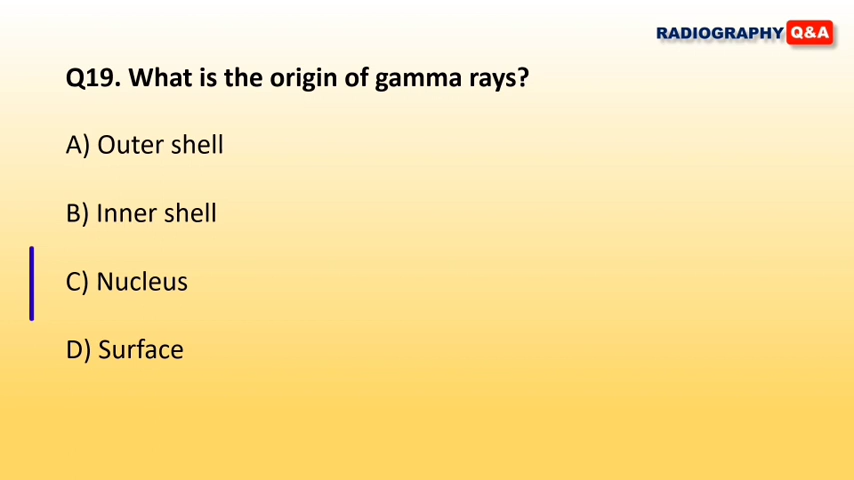 RADIOGRAPHY Q&A
Q19. What is the origin of gamma rays?
A) Outer shell
B) Inner shell
C) Nucleus
D) Surface